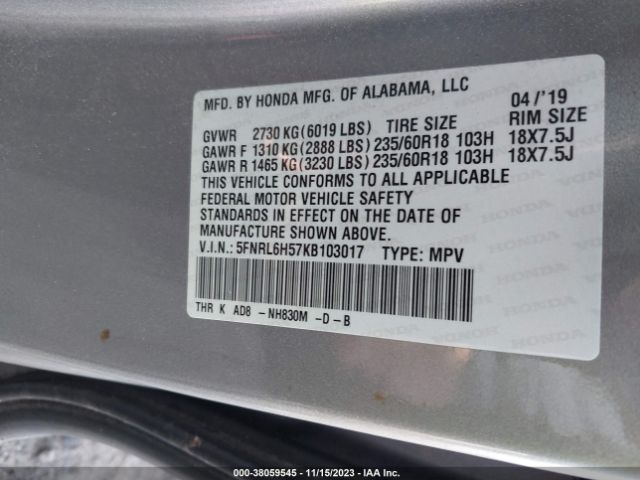 MFD. BY HONDA MFG. OF ALABAMA, LLC
04/'19
GVWR 2730 KG(6019 LBS) TIRE SIZE RIM SIZE
GAWR F 1310 KG(2888 LBS) 235/60R18 103H 18X7.5J
GAWR R 1465 KG(3230 LBS) 235/60R18 103H 18X7.5J
THIS VEHICLE CONFORMS TO ALL APPLICABLE
FEDERAL MOTOR VEHICLE SAFETY
STANDARDS IN EFFECT ON THE DATE OF
MANUFACTURE SHOWN ABOVE.
V.I.N.: 5FNRL6H57KB103017 TYPE: MPV
THR K AD8 -NH830M -D-B
000-38059545 - 11/15/2023 - IAA Inc.